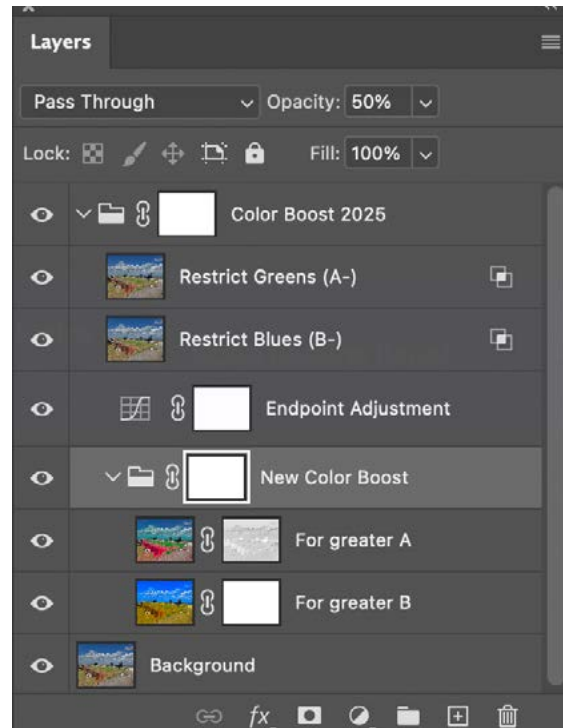 Layers
Pass Through Opacity: 50%
Lock: Fill: 100%
Color Boost 2025
Restrict Greens (A-)
Restrict Blues (B-)
Endpoint Adjustment
New Color Boost
For greater A
For greater B
Background
fx